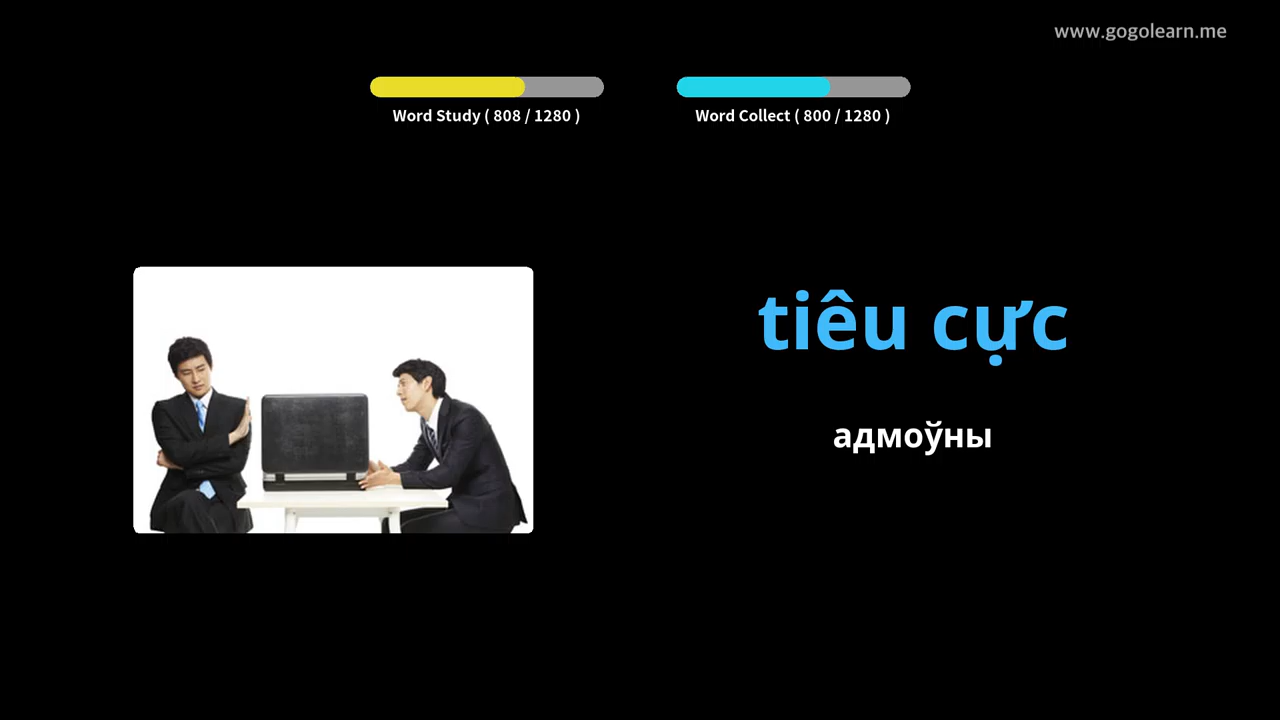 www.gogolearn.me
Word Study ( 808 / 1280 )
Word Collect ( 800 / 1280 )
tiêu cực
адмоўны